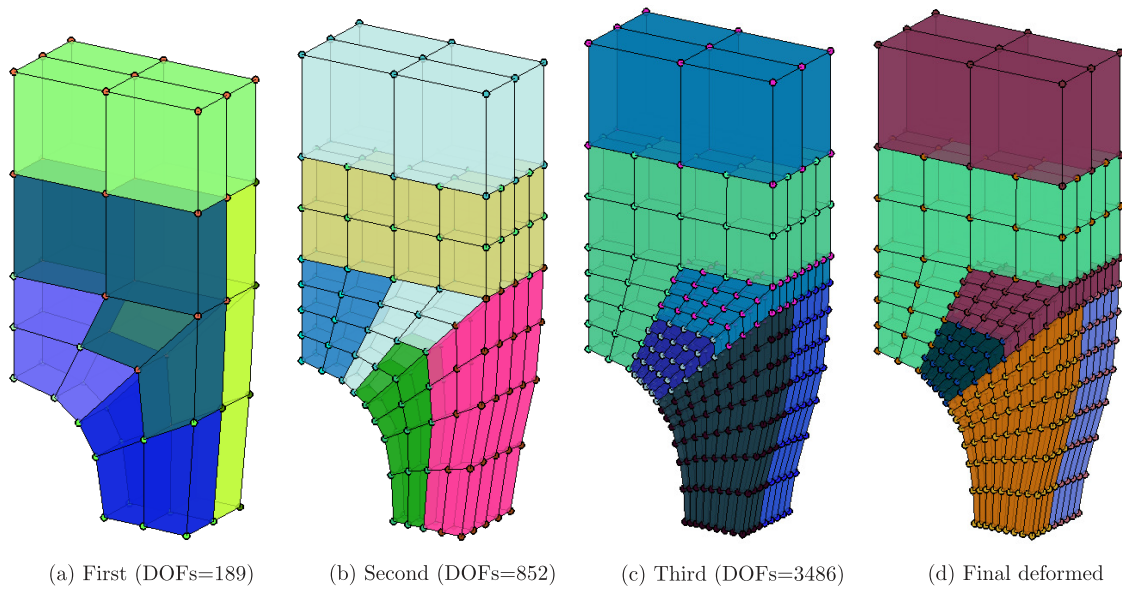 (a) First (DOFs=189)
(b) Second (DOFs=852)
(c) Third (DOFs=3486)
(d) Final deformed